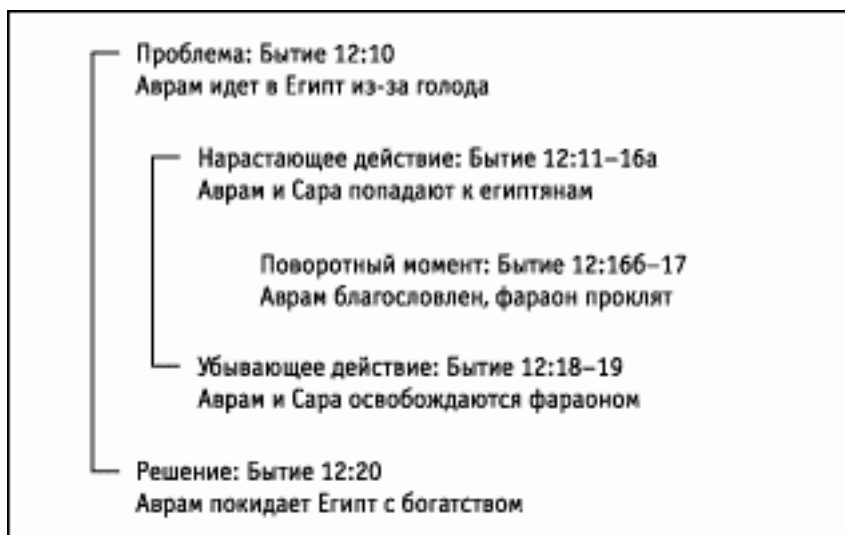 Проблема: Бытие 12:10
Аврам идет в Египт из-за голода
Нарастающее действие: Бытие 12:11–16а
Аврам и Сара попадают к египтянам
Поворотный момент: Бытие 12:16б–17
Аврам благословлен, фараон проклят
Убывающее действие: Бытие 12:18–19
Аврам и Сара освобождаются фараоном
Решение: Бытие 12:20
Аврам покидает Египт с богатством